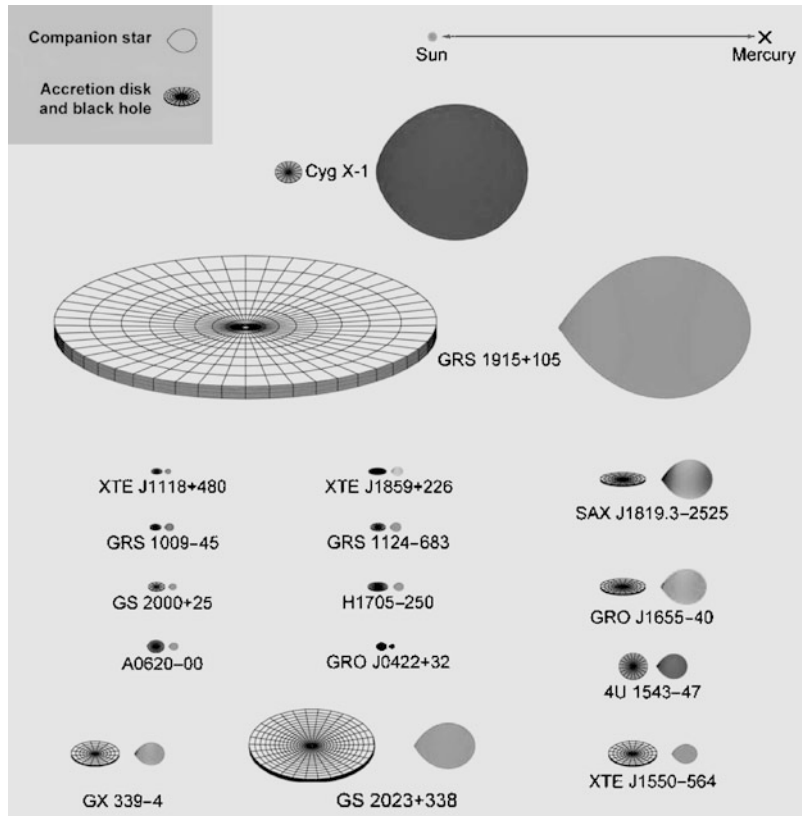 Companion star
Accretion disk
and black hole
Sun
Mercury
Cyg X-1
GRS 1915+105
XTE J1118+480
XTE J1859+226
SAX J1819.3-2525
GRS 1009-45
GRS 1124-683
GS 2000+25
H1705-250
GRO J1655-40
A0620-00
GRO J0422+32
4U 1543-47
GX 339-4
GS 2023+338
XTE J1550-564